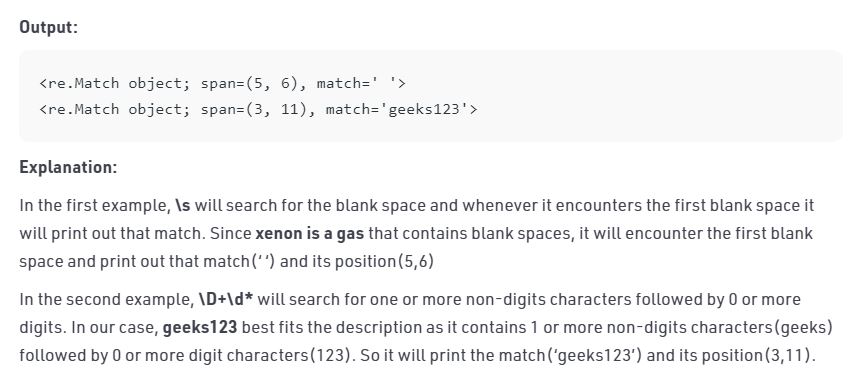 Output:
<re.Match object; span=(5, 6), match=' '>
<re.Match object; span=(3, 11), match='geeks123'>
Explanation:
In the first example, \s will search for the blank space and whenever it encounters the first blank space it
will print out that match. Since xenon is a gas that contains blank spaces, it will encounter the first blank
space and print out that match(‘ ’) and its position(5,6)
In the second example, \D+\d* will search for one or more non-digits characters followed by 0 or more
digits. In our case, geeks123 best fits the description as it contains 1 or more non-digits characters(geeks)
followed by 0 or more digit characters(123). So it will print the match(‘geeks123’) and its position(3,11).